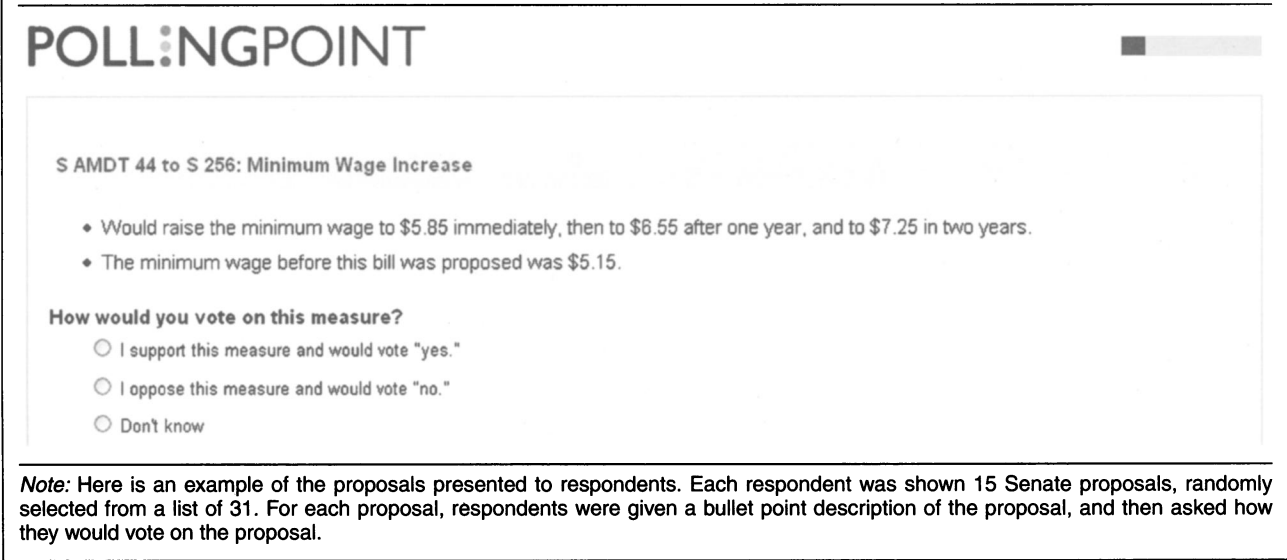 POLLINGPOINT
S AMDT 44 to S 256: Minimum Wage Increase
• Would raise the minimum wage to $5.85 immediately, then to $6.55 after one year, and to $7.25 in two years.
• The minimum wage before this bill was proposed was $5.15.
How would you vote on this measure?
I support this measure and would vote "yes."
I oppose this measure and would vote "no."
Don't know
Note: Here is an example of the proposals presented to respondents. Each respondent was shown 15 Senate proposals, randomly
selected from a list of 31. For each proposal, respondents were given a bullet point description of the proposal, and then asked how
they would vote on the proposal.